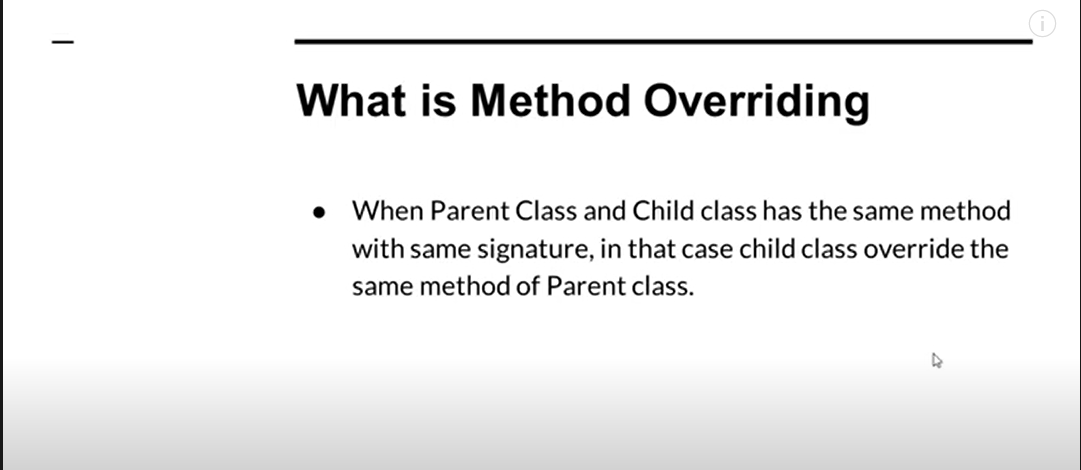 What is Method Overriding
● When Parent Class and Child class has the same method
with same signature, in that case child class override the
same method of Parent class.